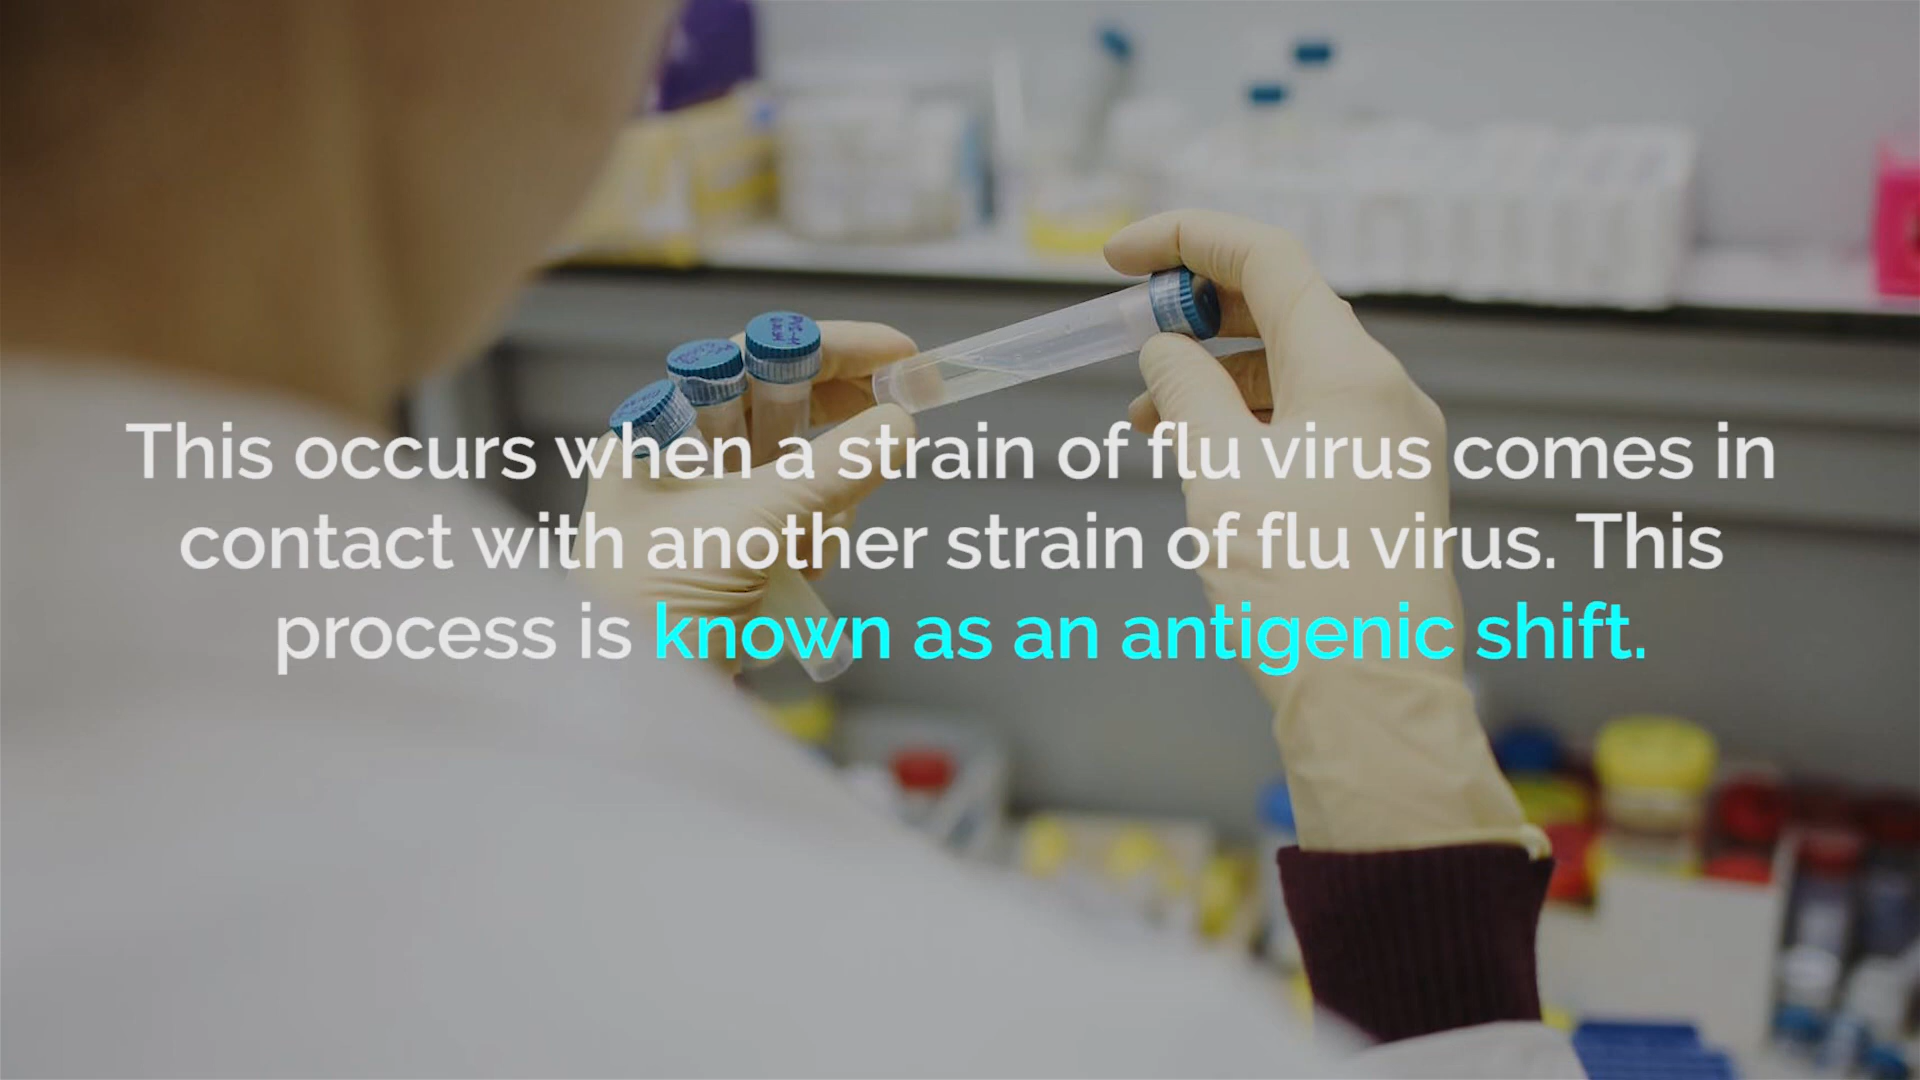 This occurs when a strain of flu virus comes in
contact with another strain of flu virus. This
process is known as an antigenic shift.